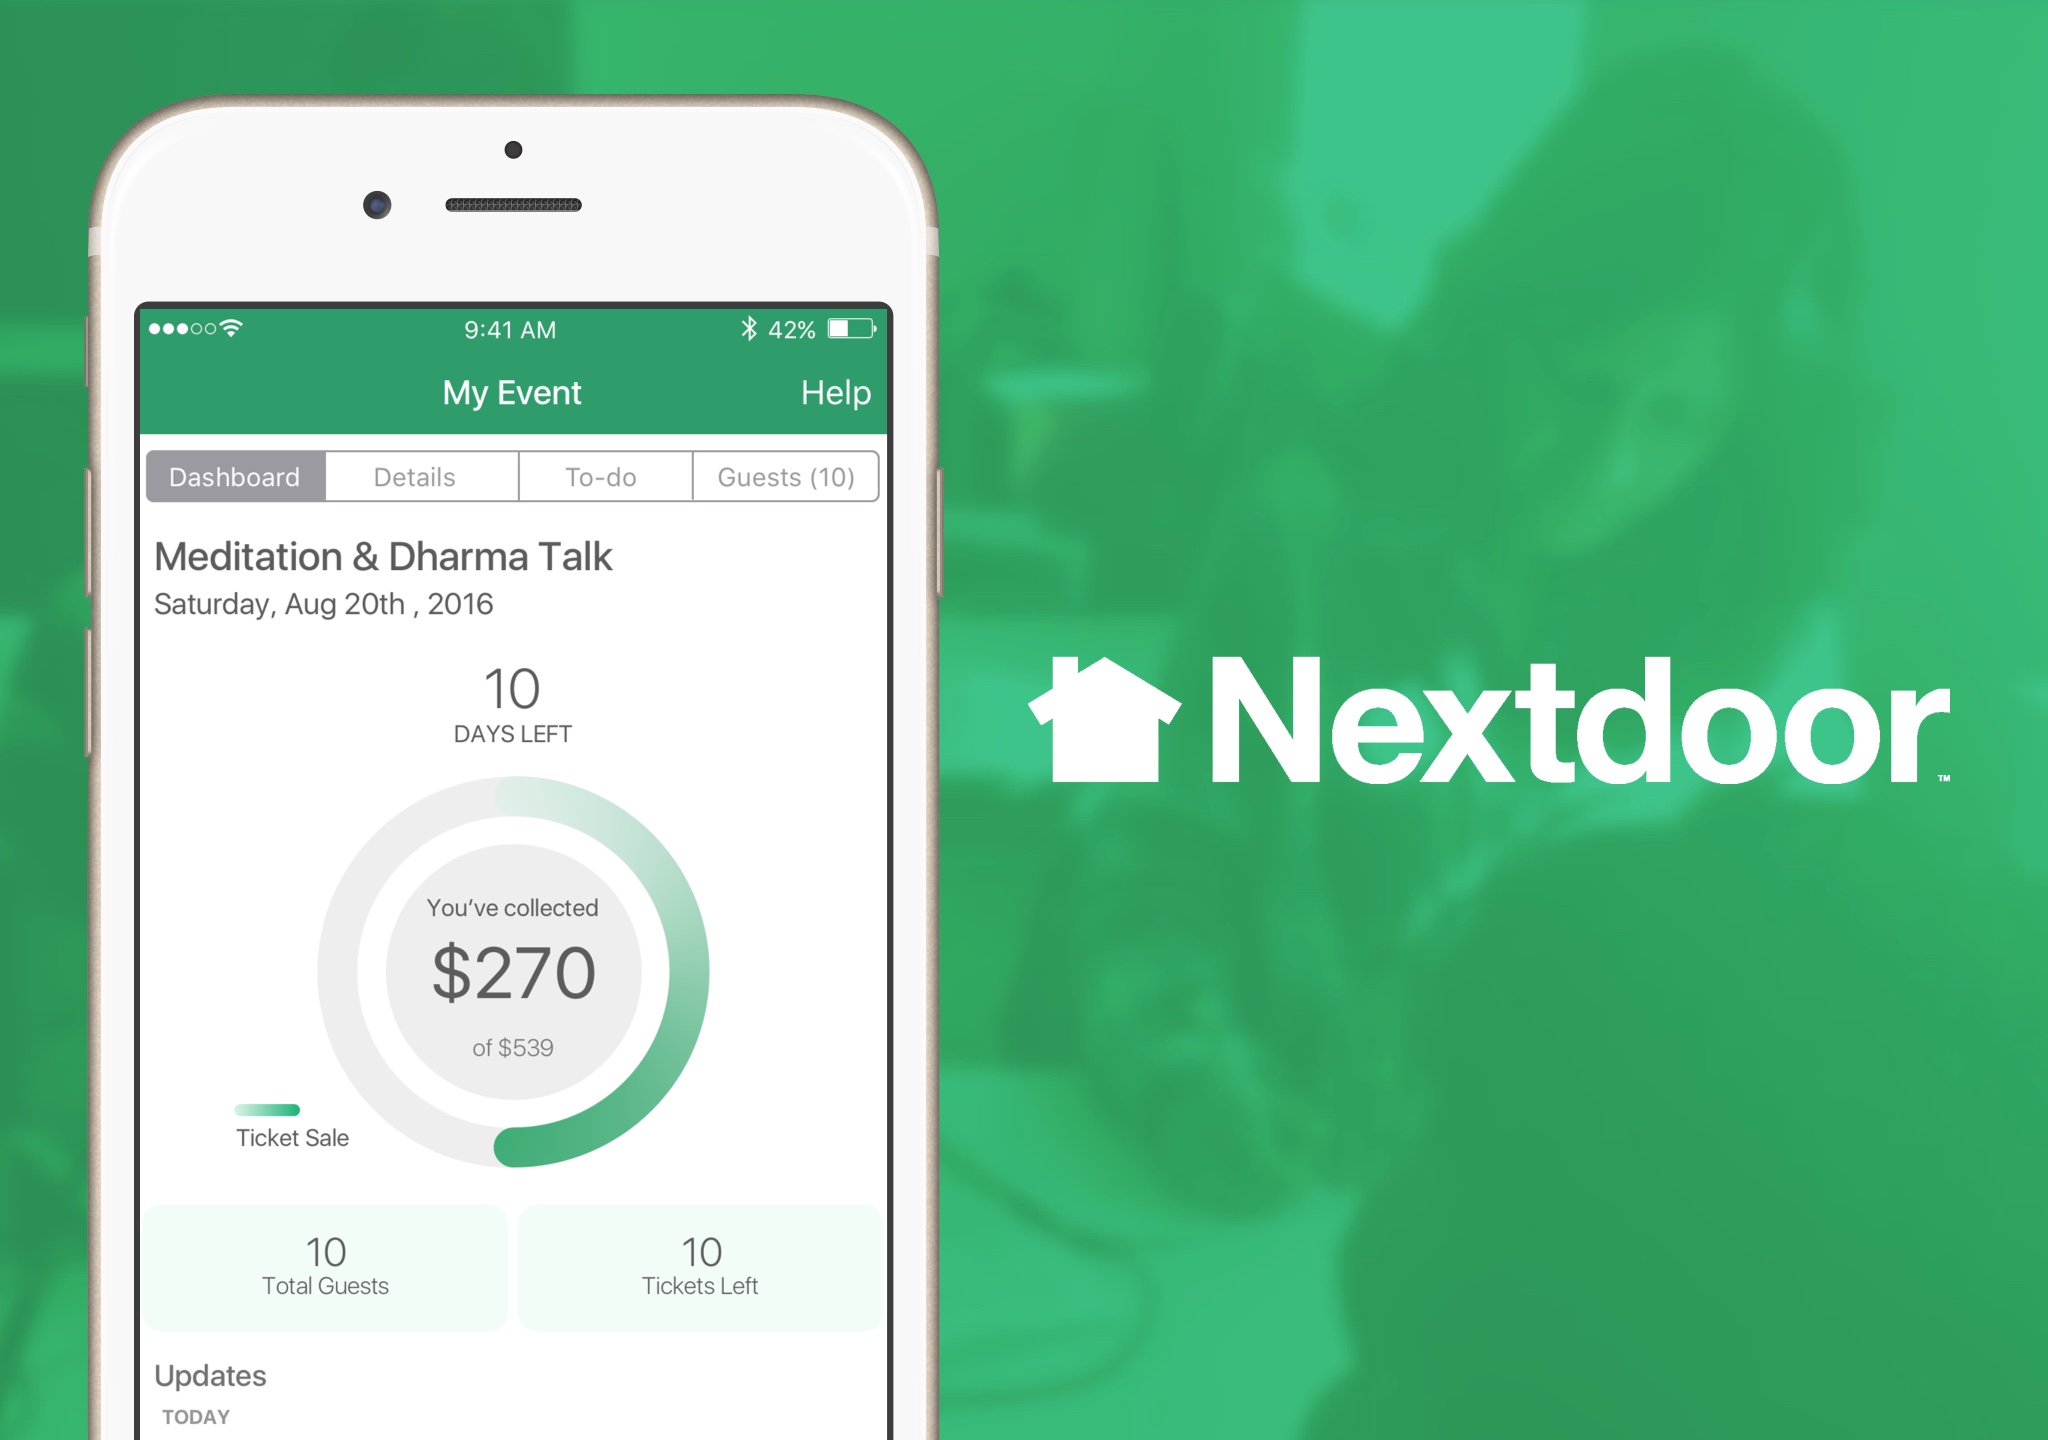 9:41 AM
42%
My Event
Help
Dashboard
Details
To-do
Guests (10)
Meditation & Dharma Talk
Saturday, Aug 20th , 2016
10
DAYS LEFT
You've collected
$270
of $539
Ticket Sale
10
Total Guests
10
Tickets Left
Updates
TODAY
Nextdoor™